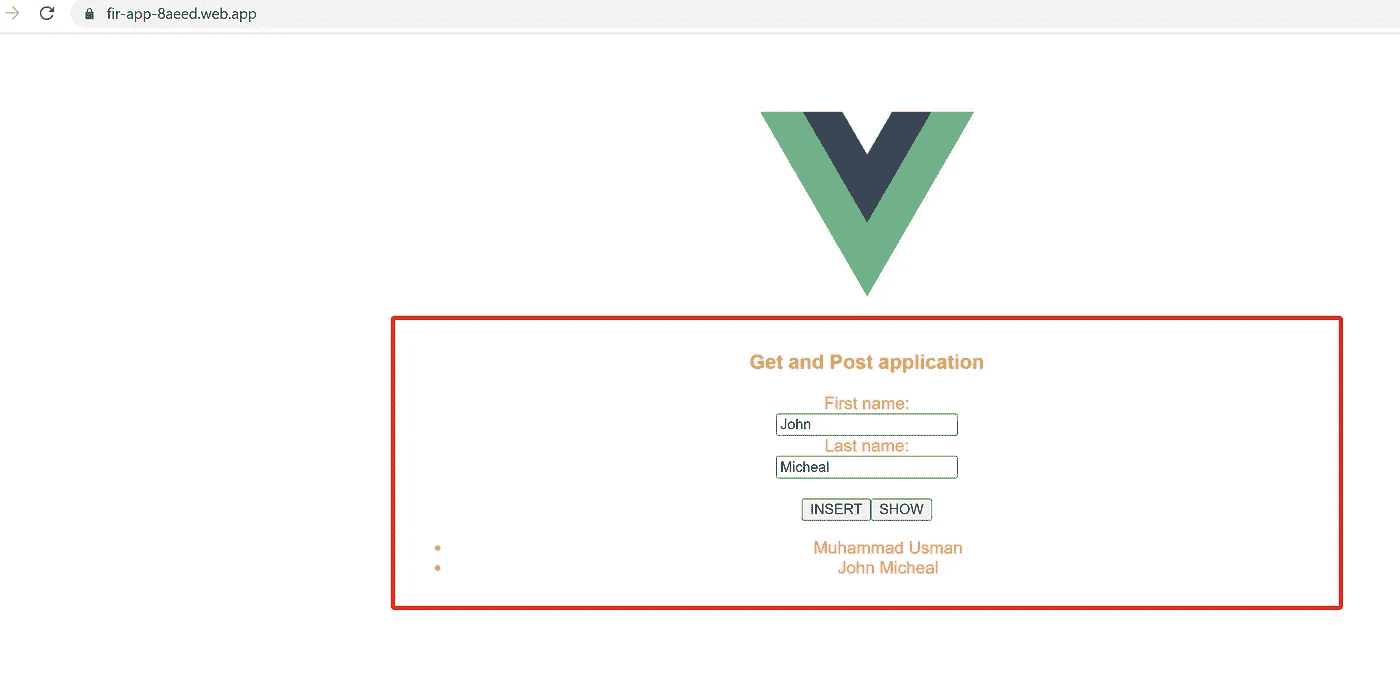 fir-app-8aeed.web.app
Get and Post application
First name:
John
Last name:
Micheal
INSERT SHOW
Muhammad Usman
John Micheal